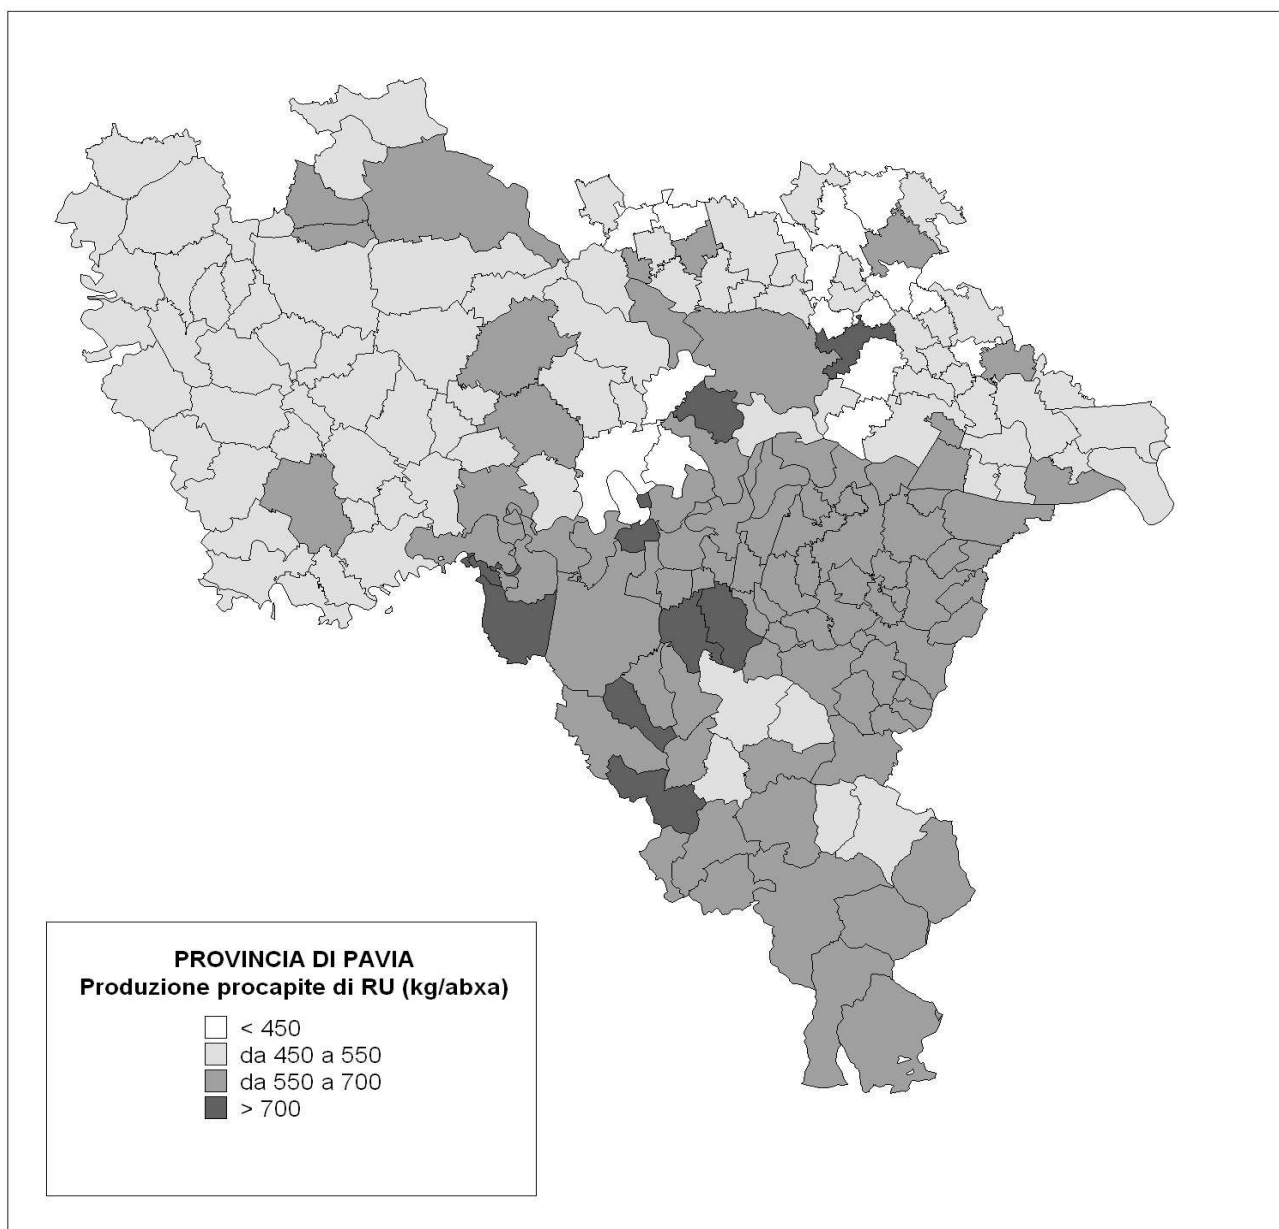 PROVINCIA DI PAVIA
Produzione procapite di RU (kg/abxa)
< 450
da 450 a 550
da 550 a 700
> 700